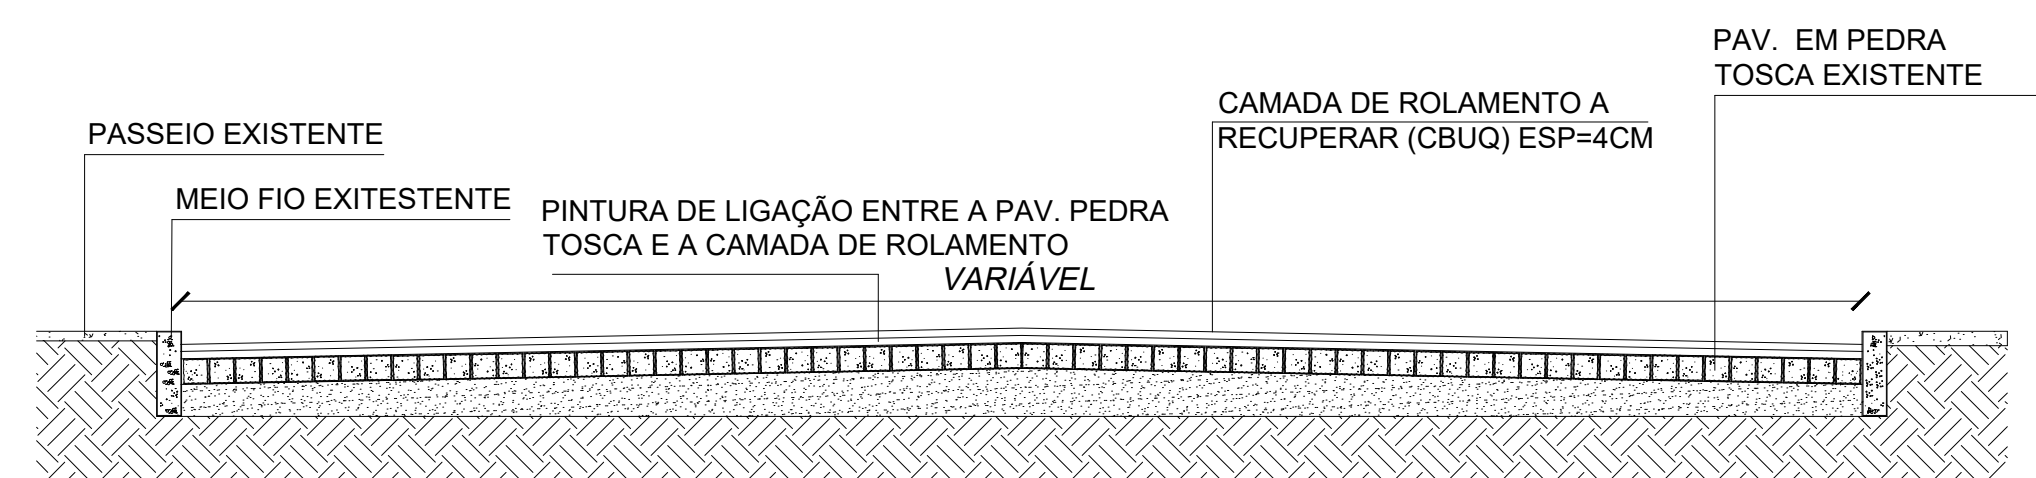 PAV. EM PEDRA
TOSCA EXISTENTE
CAMADA DE ROLAMENTO A
RECUPERAR (CBUQ) ESP=4CM
PASSEIO EXISTENTE
MEIO FIO EXITESTENTE
PINTURA DE LIGAÇÃO ENTRE A PAV. PEDRA
TOSCA E A CAMADA DE ROLAMENTO
VARIÁVEL